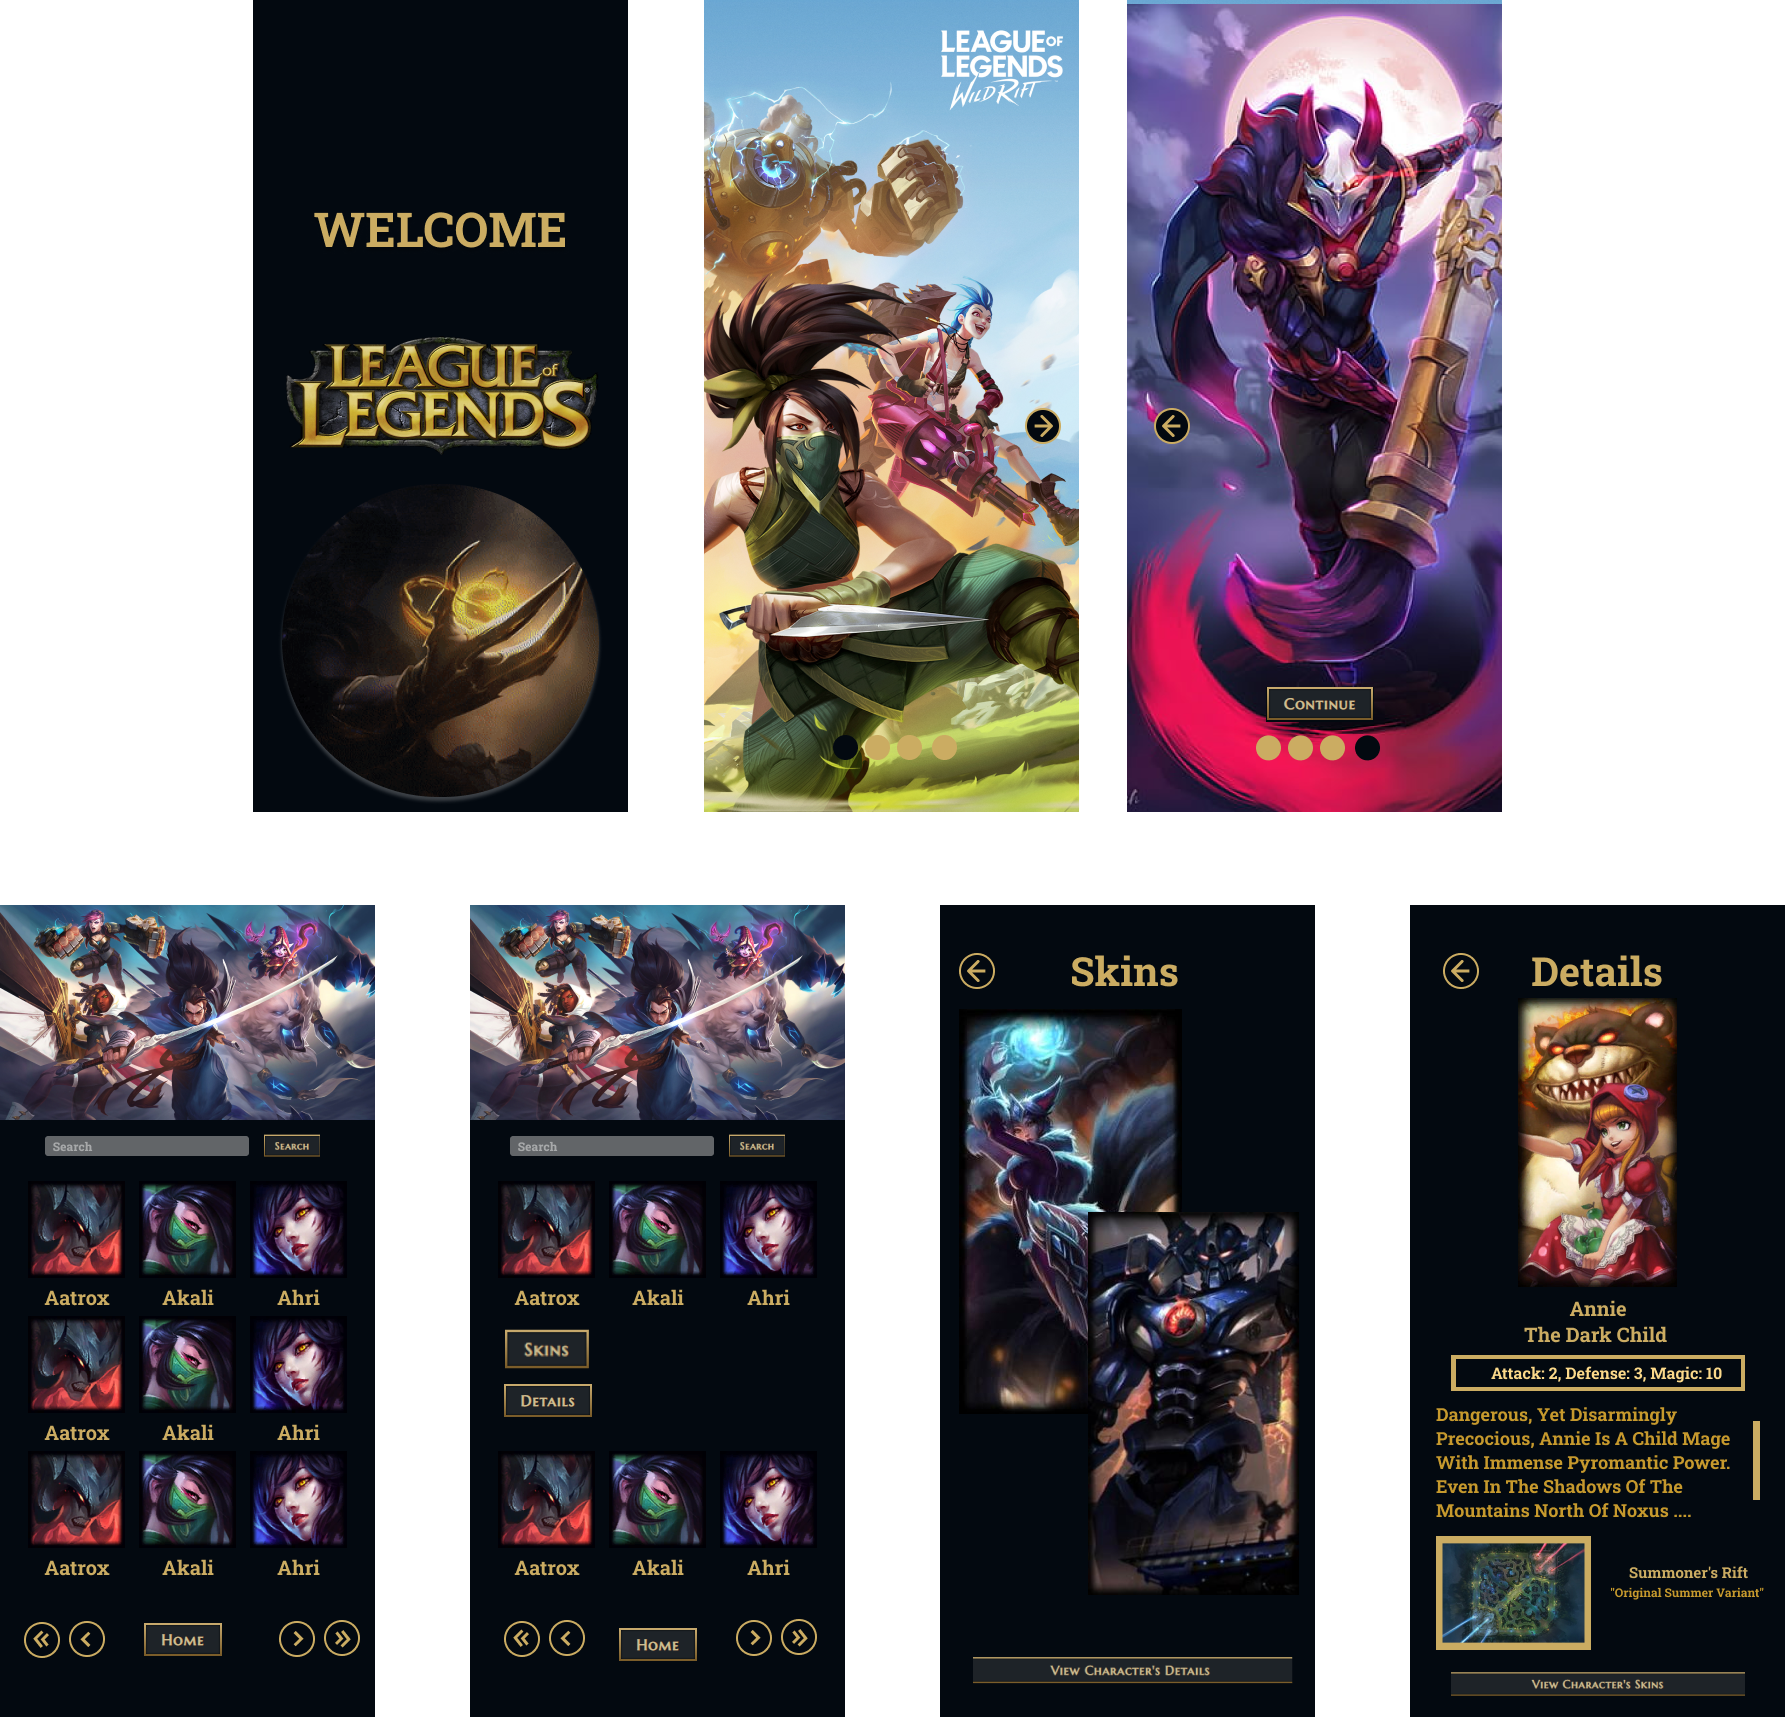 WELCOME
LEAGUE of
LEGENDS
LEAGUE OF
LEGENDS
WILD RIFT
CONTINUE
Search
SEARCH
Aatrox Akali Ahri
Aatrox Akali Ahri
Aatrox Akali Ahri
HOME
Search
SEARCH
Aatrox Akali Ahri
SKINS
DETAILS
Aatrox Akali Ahri
HOME
Skins
VIEW CHARACTER'S DETAILS
Details
Annie
The Dark Child
Attack: 2, Defense: 3, Magic: 10
Dangerous, Yet Disarmingly
Precocious, Annie Is A Child Mage
With Immense Pyromantic Power.
Even In The Shadows Of The
Mountains North Of Noxus ....
Summoner's Rift
"Original Summer Variant"
VIEW CHARACTER'S SKINS